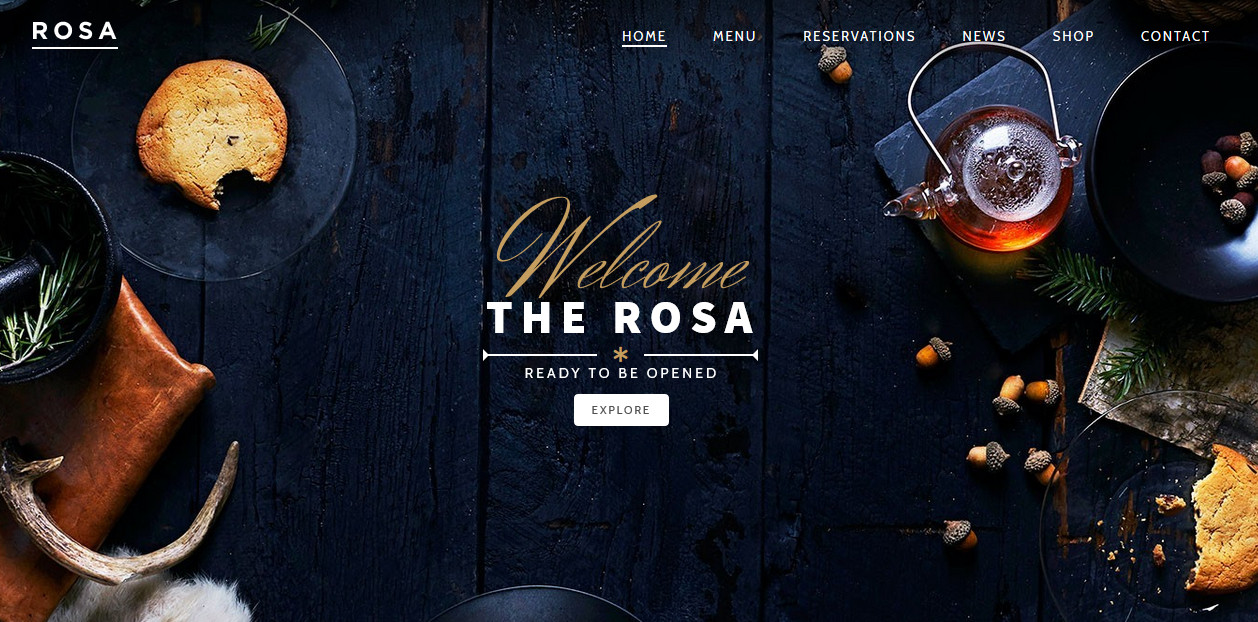 ROSA
HOME MENU RESERVATIONS NEWS SHOP CONTACT
Welcome
THE ROSA
READY TO BE OPENED
EXPLORE